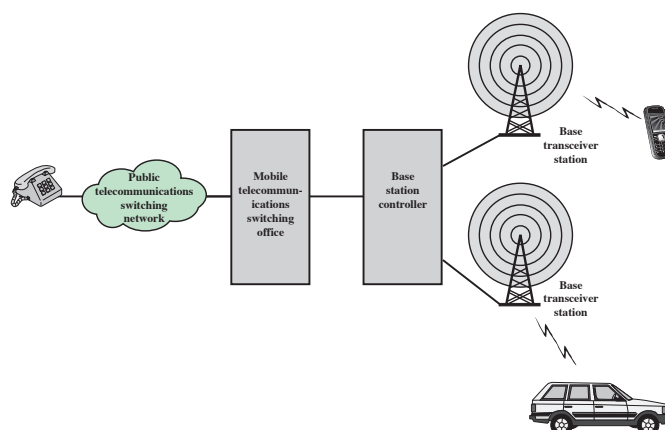 Public
telecommunications
switching
network
Mobile
telecommun-
ications
switching
office
Base
station
controller
Base
transceiver
station
Base
transceiver
station